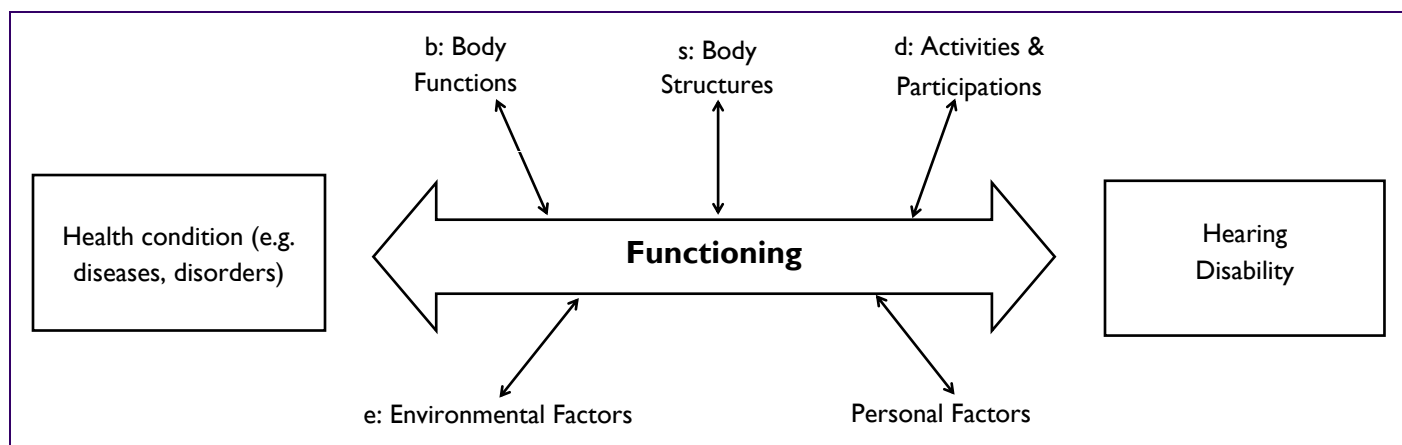 b: Body
Functions
s: Body
Structures
d: Activities &
Participations
Health condition (e.g.
diseases, disorders)
Functioning
Hearing
Disability
e: Environmental Factors
Personal Factors